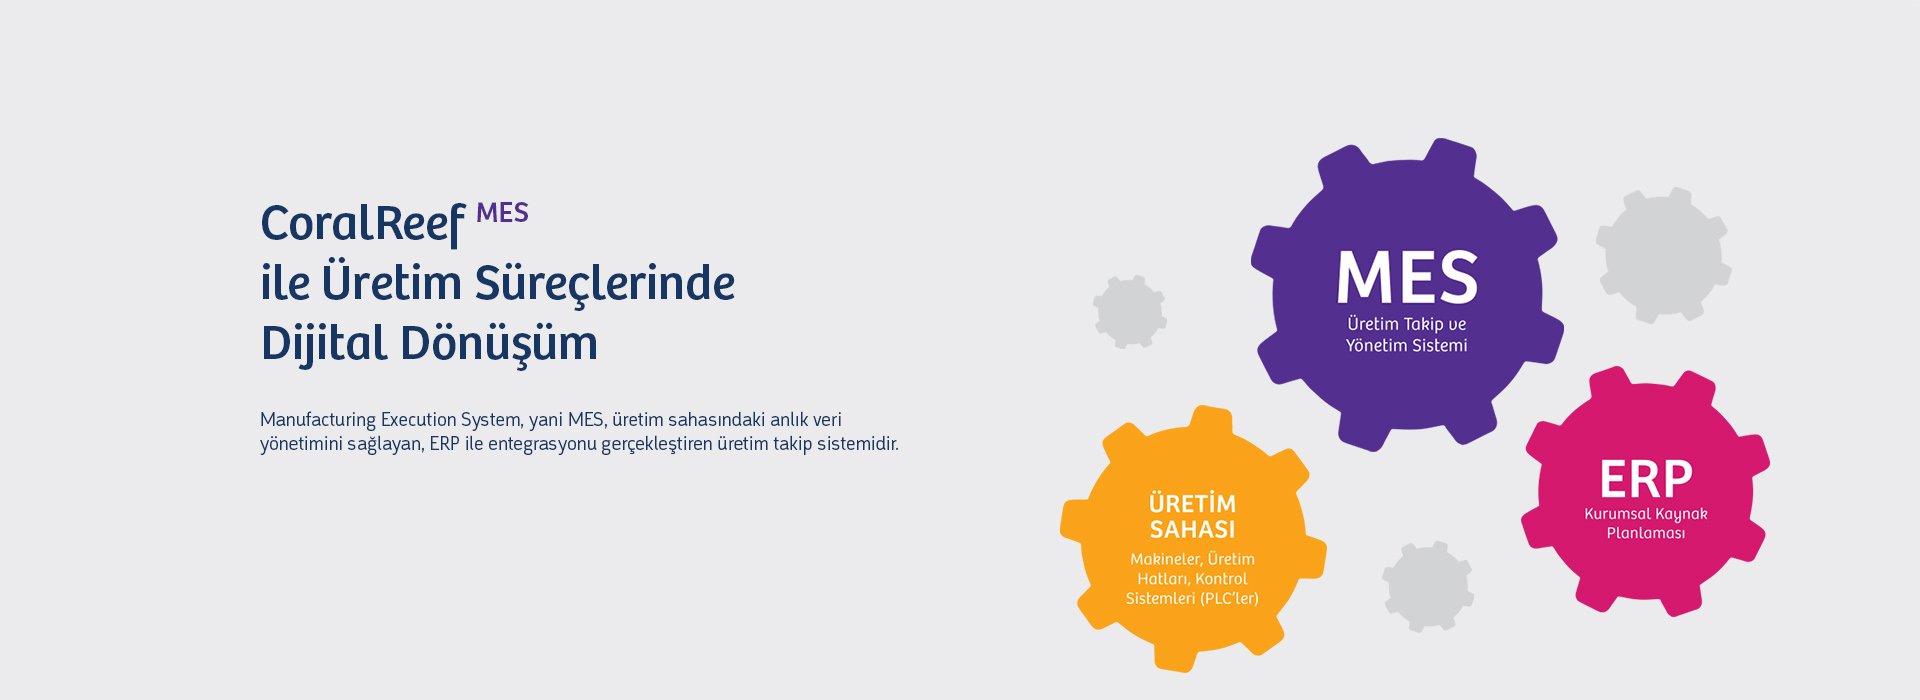 CoralReef MES
ile Üretim Süreçlerinde
Dijital Dönüşüm
Manufacturing Execution System, yani MES, üretim sahasındaki anlık veri
yönetimini sağlayan, ERP ile entegrasyonu gerçekleştiren üretim takip sistemidir.
MES
Üretim Takip ve
Yönetim Sistemi
ÜRETİM
SAHASI
Makineler, Üretim
Hatları, Kontrol
Sistemleri (PLC'ler)
ERP
Kurumsal Kaynak
Planlaması